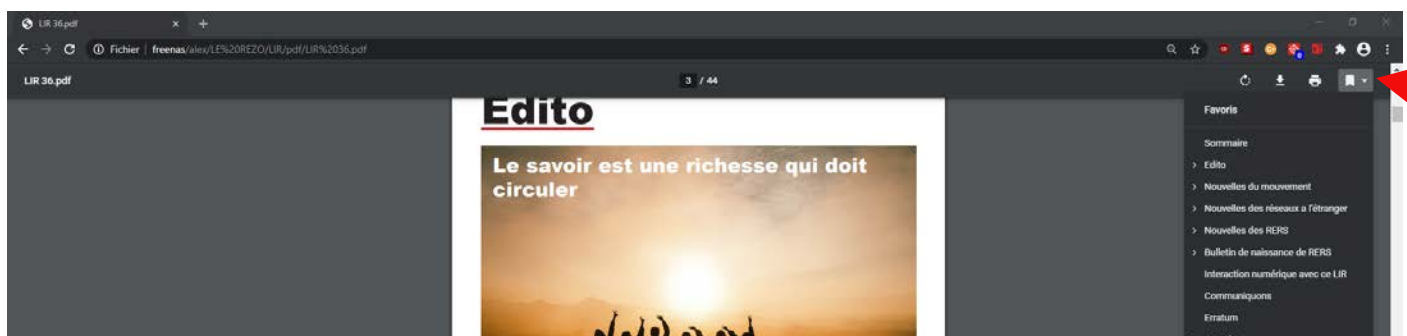 LIR 36.pdf
Fichier | freenas/alex/LE%20REZO/LIR/pdf/LIR%2036.pdf
LIR 36.pdf
3 / 44
Edito
Le savoir est une richesse qui doit
circuler
Favoris
Sommaire
Edito
Nouvelles du mouvement
Nouvelles des réseaux a l'étranger
Nouvelles des RERS
Bulletin de naissance de RERS
Interaction numérique avec ce LIR
Communiquons
Erratum